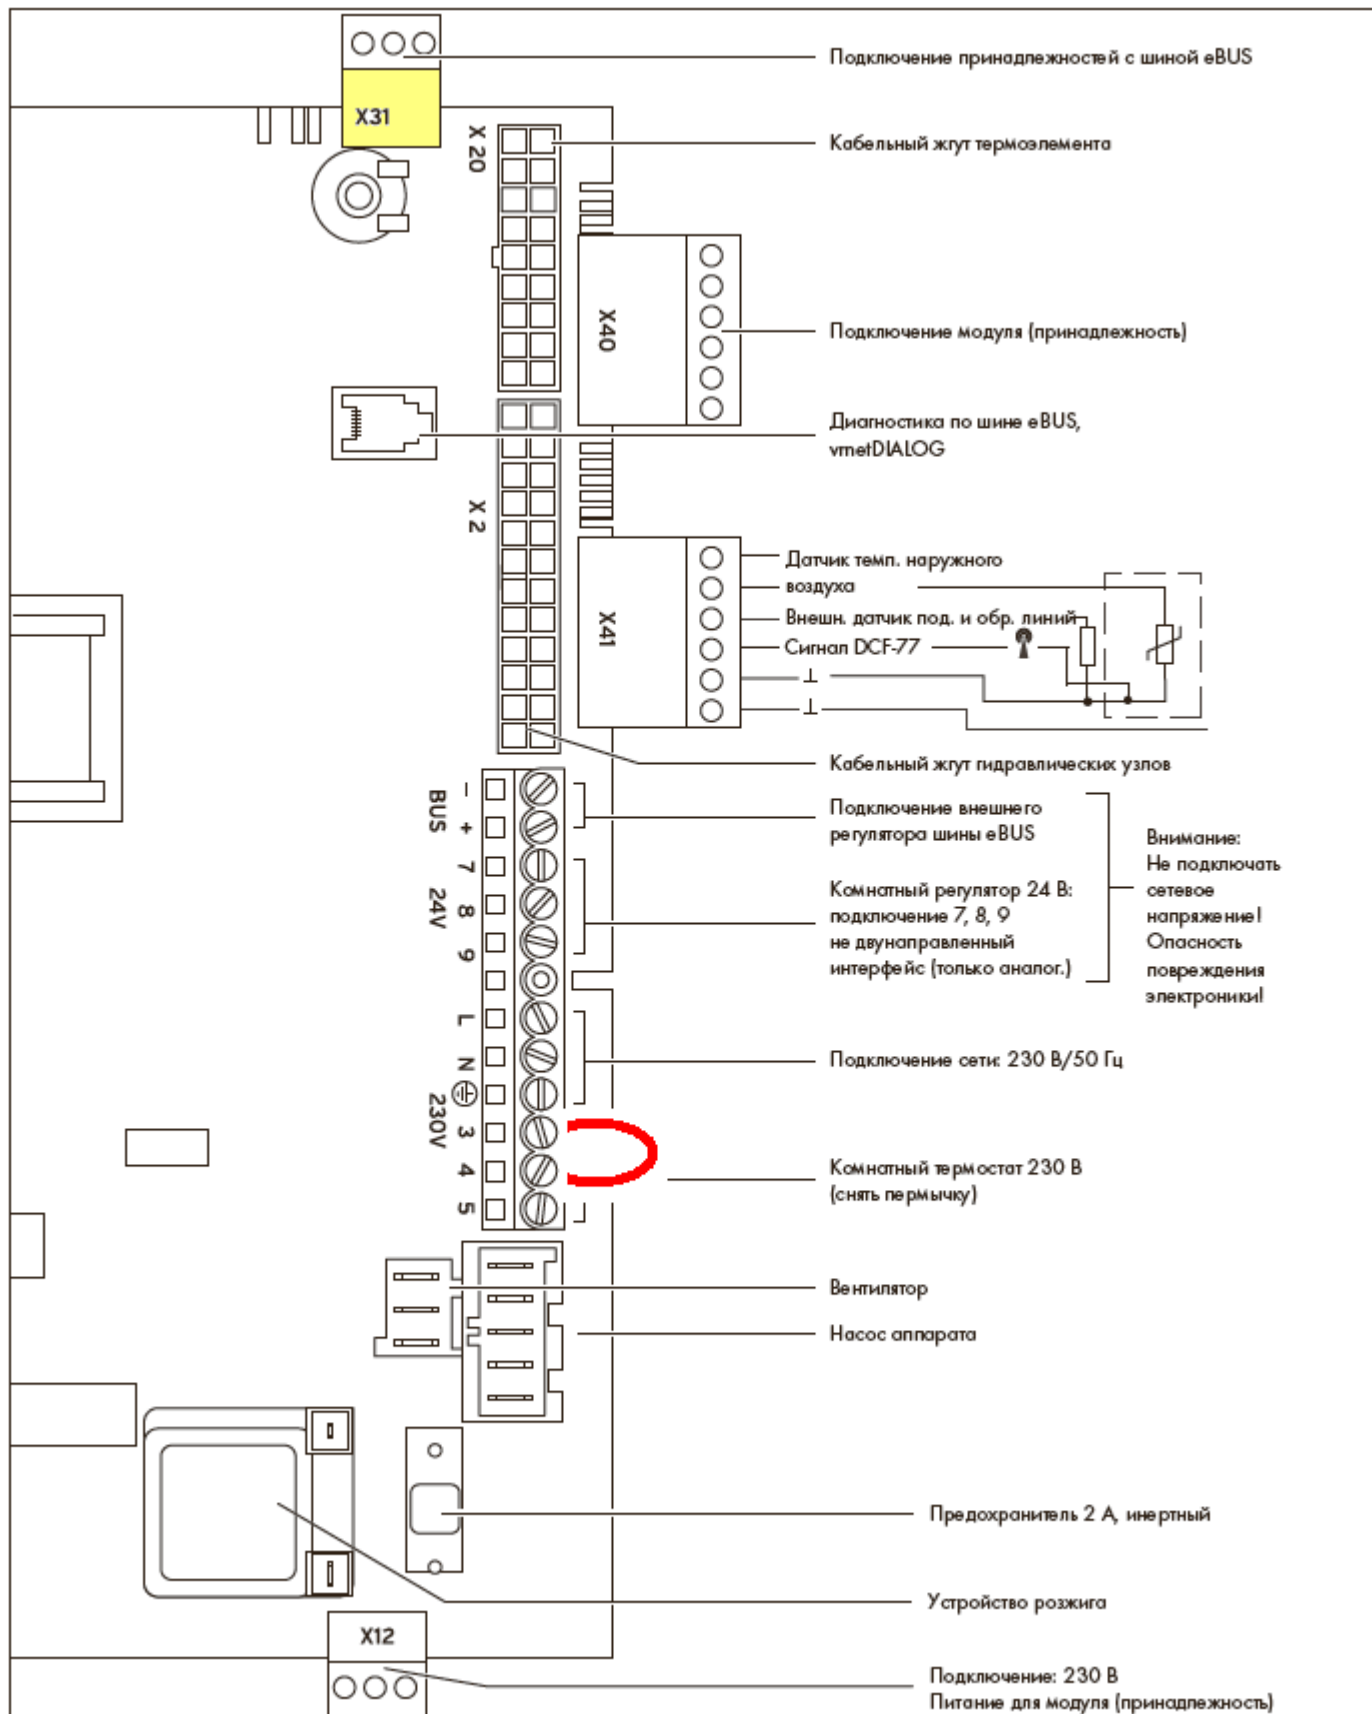 Подключение принадлежностей с шиной eBUS
X31
X 20
Кабельный жгут термоэлемента
X40
Подключение модуля (принадлежность)
Диагностика по шине eBUS,
vrnetDIALOG
X 2
X41
Датчик темп. наружного
воздуха
Внешн. датчик под. и обр. линий
Сигнал DCF-77
Кабельный жгут гидравлических узлов
BUS
–
+
Подключение внешнего
регулятора шины eBUS
24V
7
8
9
Комнатный регулятор 24 В:
подключение 7, 8, 9
не двунаправленный
интерфейс (только аналог.)
Внимание:
Не подключать
сетевое
напряжение!
Опасность
повреждения
электроники!
L
N
Подключение сети: 230 В/50 Гц
230V
3
4
5
Комнатный термостат 230 В
(снять пермычку)
Вентилятор
Насос аппарата
Предохранитель 2 А, инертный
Устройство розжига
X12
Подключение: 230 В
Питание для модуля (принадлежность)